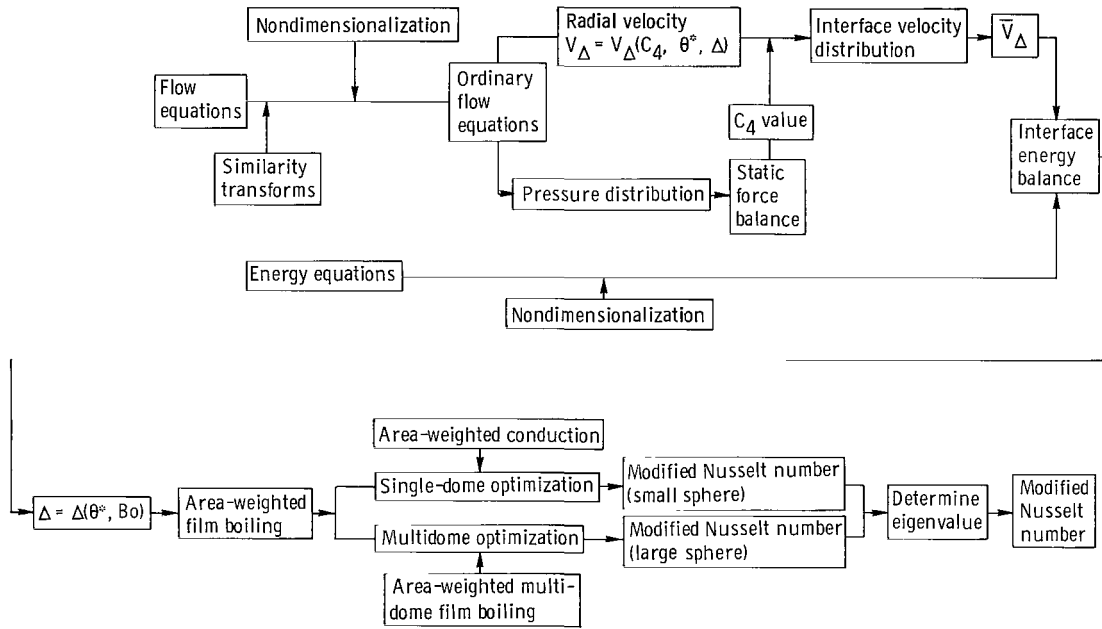 Nondimensionalization
Flow
equations
Similarity
transforms
Ordinary
flow
equations
Radial velocity
V_Δ = V_Δ(C_4, θ*, Δ)
Interface velocity
distribution
V̅_Δ
C_4 value
Pressure distribution
Static
force
balance
Interface
energy
balance
Energy equations
Nondimensionalization
Δ = Δ(θ*, Bo)
Area-weighted
film boiling
Area-weighted conduction
Single-dome optimization
Multidome optimization
Area-weighted multi-
dome film boiling
Modified Nusselt number
(small sphere)
Modified Nusselt number
(large sphere)
Determine
eigenvalue
Modified
Nusselt
number